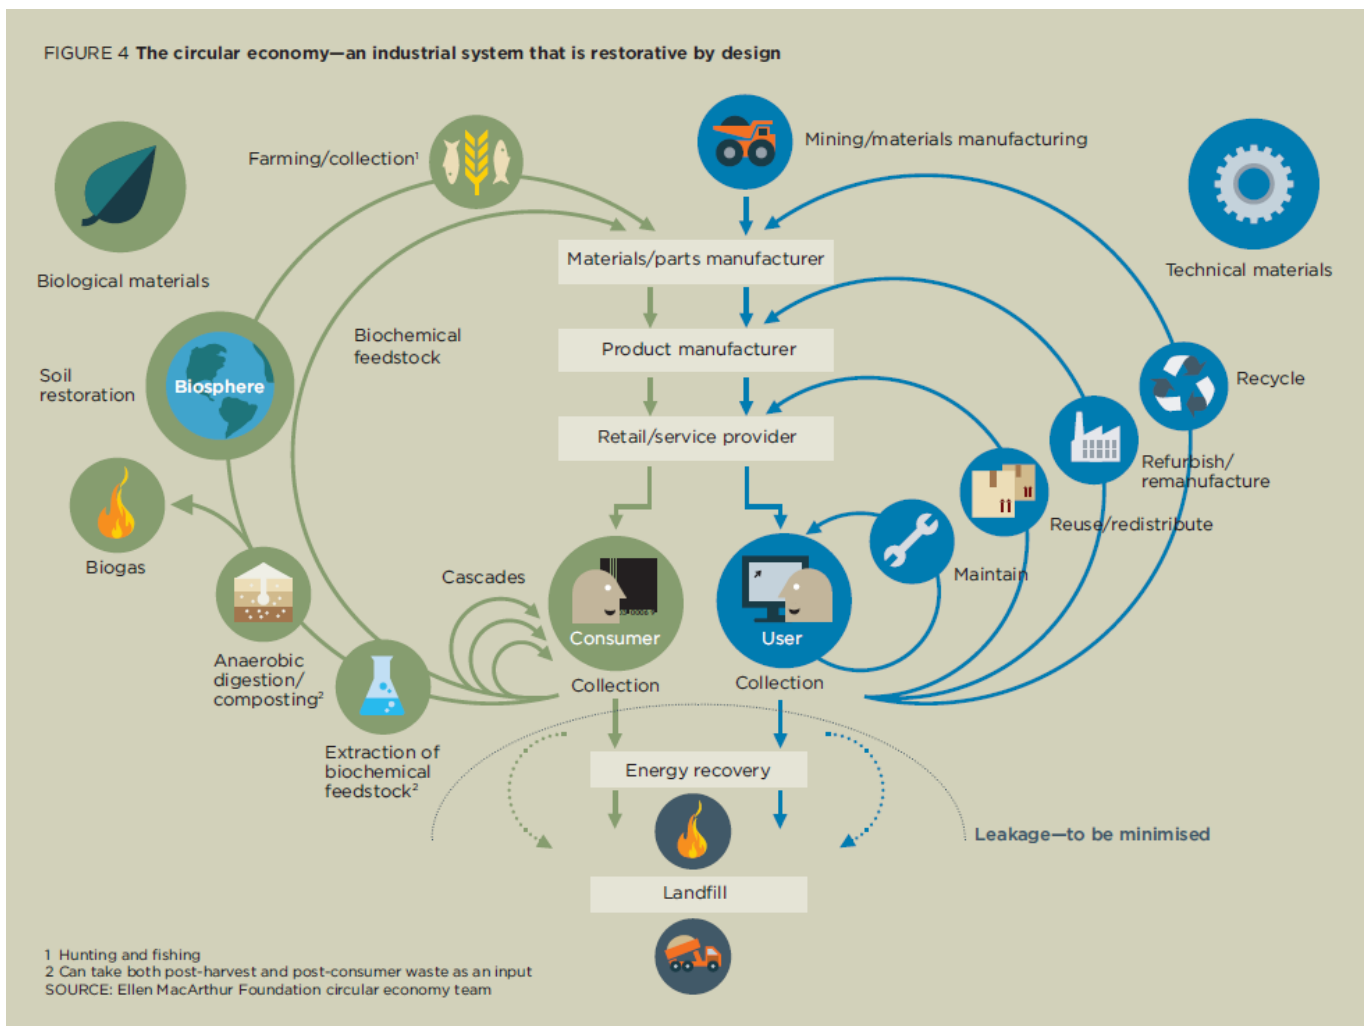 FIGURE 4 The circular economy—an industrial system that is restorative by design
Farming/collection¹
Mining/materials manufacturing
Biological materials
Technical materials
Materials/parts manufacturer
Biochemical
feedstock
Product manufacturer
Soil
restoration
Biosphere
Recycle
Retail/service provider
Refurbish/
remanufacture
Reuse/redistribute
Biogas
Cascades
Maintain
Consumer
User
Anaerobic
digestion/
composting²
Collection
Collection
Extraction of
biochemical
feedstock²
Energy recovery
Leakage—to be minimised
Landfill
1 Hunting and fishing
2 Can take both post-harvest and post-consumer waste as an input
SOURCE: Ellen MacArthur Foundation circular economy team